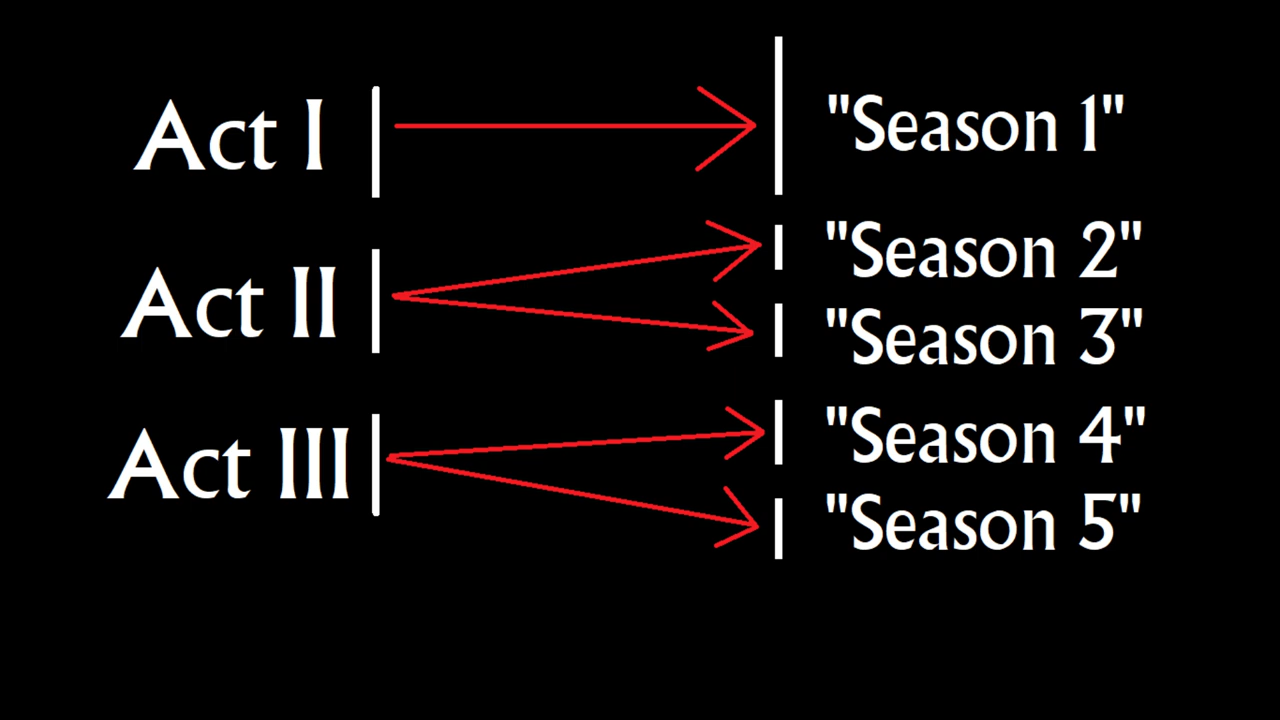 Act I
"Season 1"
Act II
"Season 2"
"Season 3"
Act III
"Season 4"
"Season 5"